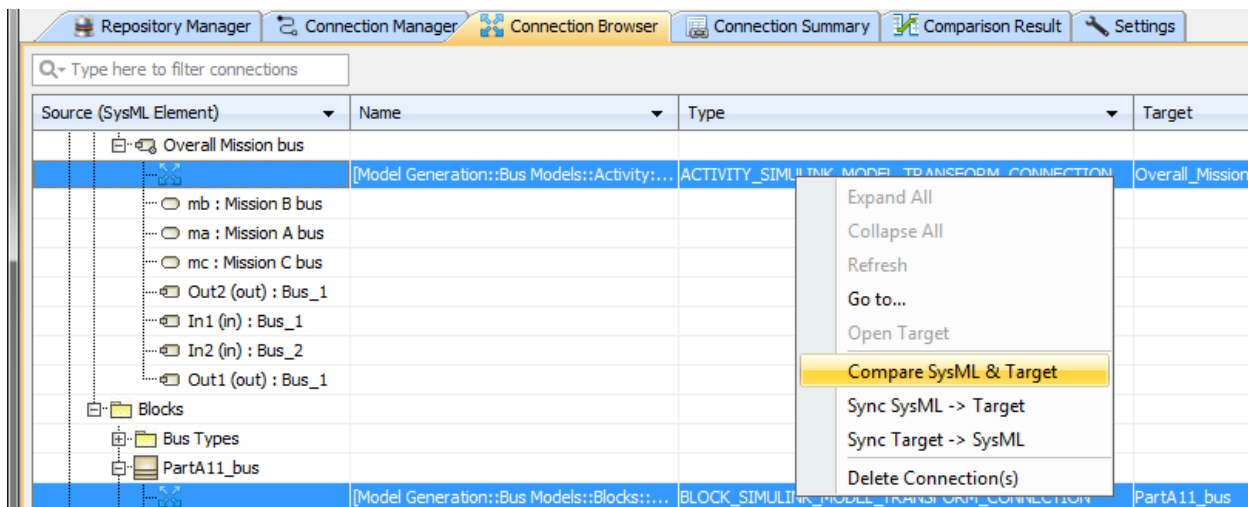 Repository Manager Connection Manager Connection Browser Connection Summary Comparison Result Settings
Type here to filter connections
Source (SysML Element) Name Type Target
Overall Mission bus
[Model Generation::Bus Models::Activity:... ACTIVITY_SIMULINK_MODEL_TRANSFORM_CONNECTION Overall_Mission
mb : Mission B bus
ma : Mission A bus
mc : Mission C bus
Out2 (out) : Bus_1
In1 (in) : Bus_1
In2 (in) : Bus_2
Out1 (out) : Bus_1
Blocks
Bus Types
PartA11_bus
[Model Generation::Bus Models::Blocks::... BLOCK_SIMULINK_MODEL_TRANSFORM_CONNECTION PartA11_bus
Expand All
Collapse All
Refresh
Go to...
Open Target
Compare SysML & Target
Sync SysML -> Target
Sync Target -> SysML
Delete Connection(s)